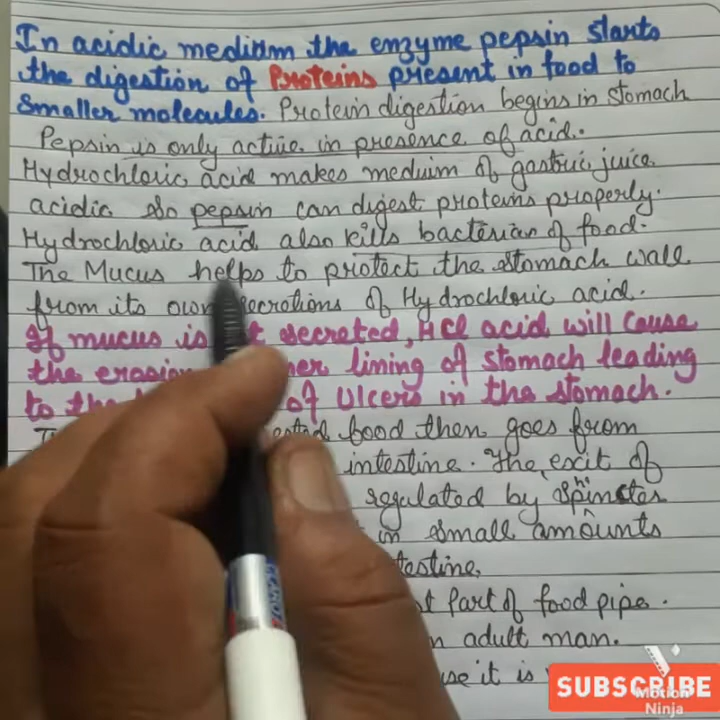 In acidic medium the enzyme pepsin starts
the digestion of Proteins present in food to
Smaller molecules. Protein digestion begins in stomach
Pepsin is only active in presence of acid.
Hydrochloric acid makes meduim of gastric juice
acidic So pepsin can digest proteins properly.
Hydrochloric acid also kills bacterias of food.
The Mucus helps to protect the stomach wall
from its own secretions of Hydrochloric acid.
If mucus is secreted, HCl acid will cause
the lining of stomach leading
to the of Ulcers in the stomach.
food then goes from
intestine. The exit of
regulated by Sphincter
in small amounts
part of food pipe.
adult man.
it is
SUBSCRIBE
Motion
Ninja